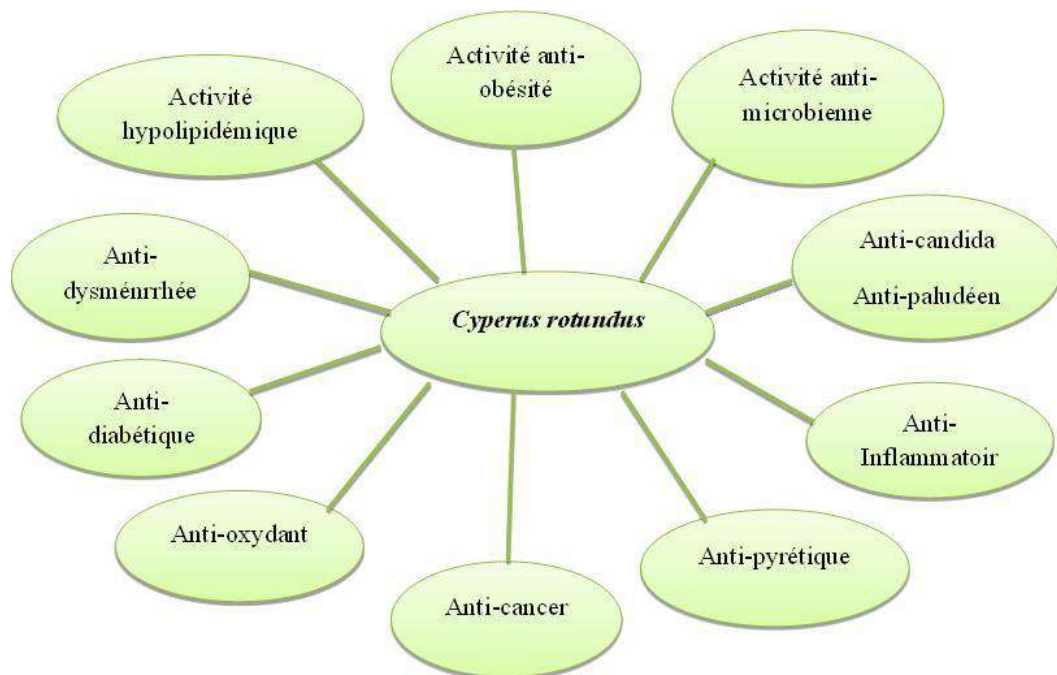 Activité
hypolipidémique
Activité anti-
obésité
Activité anti-
microbienne
Anti-
dysménrrhée
Cyperus rotundus
Anti-candida
Anti-paludéen
Anti-
diabétique
Anti-
Inflammatoir
Anti-oxydant
Anti-cancer
Anti-pyrétique